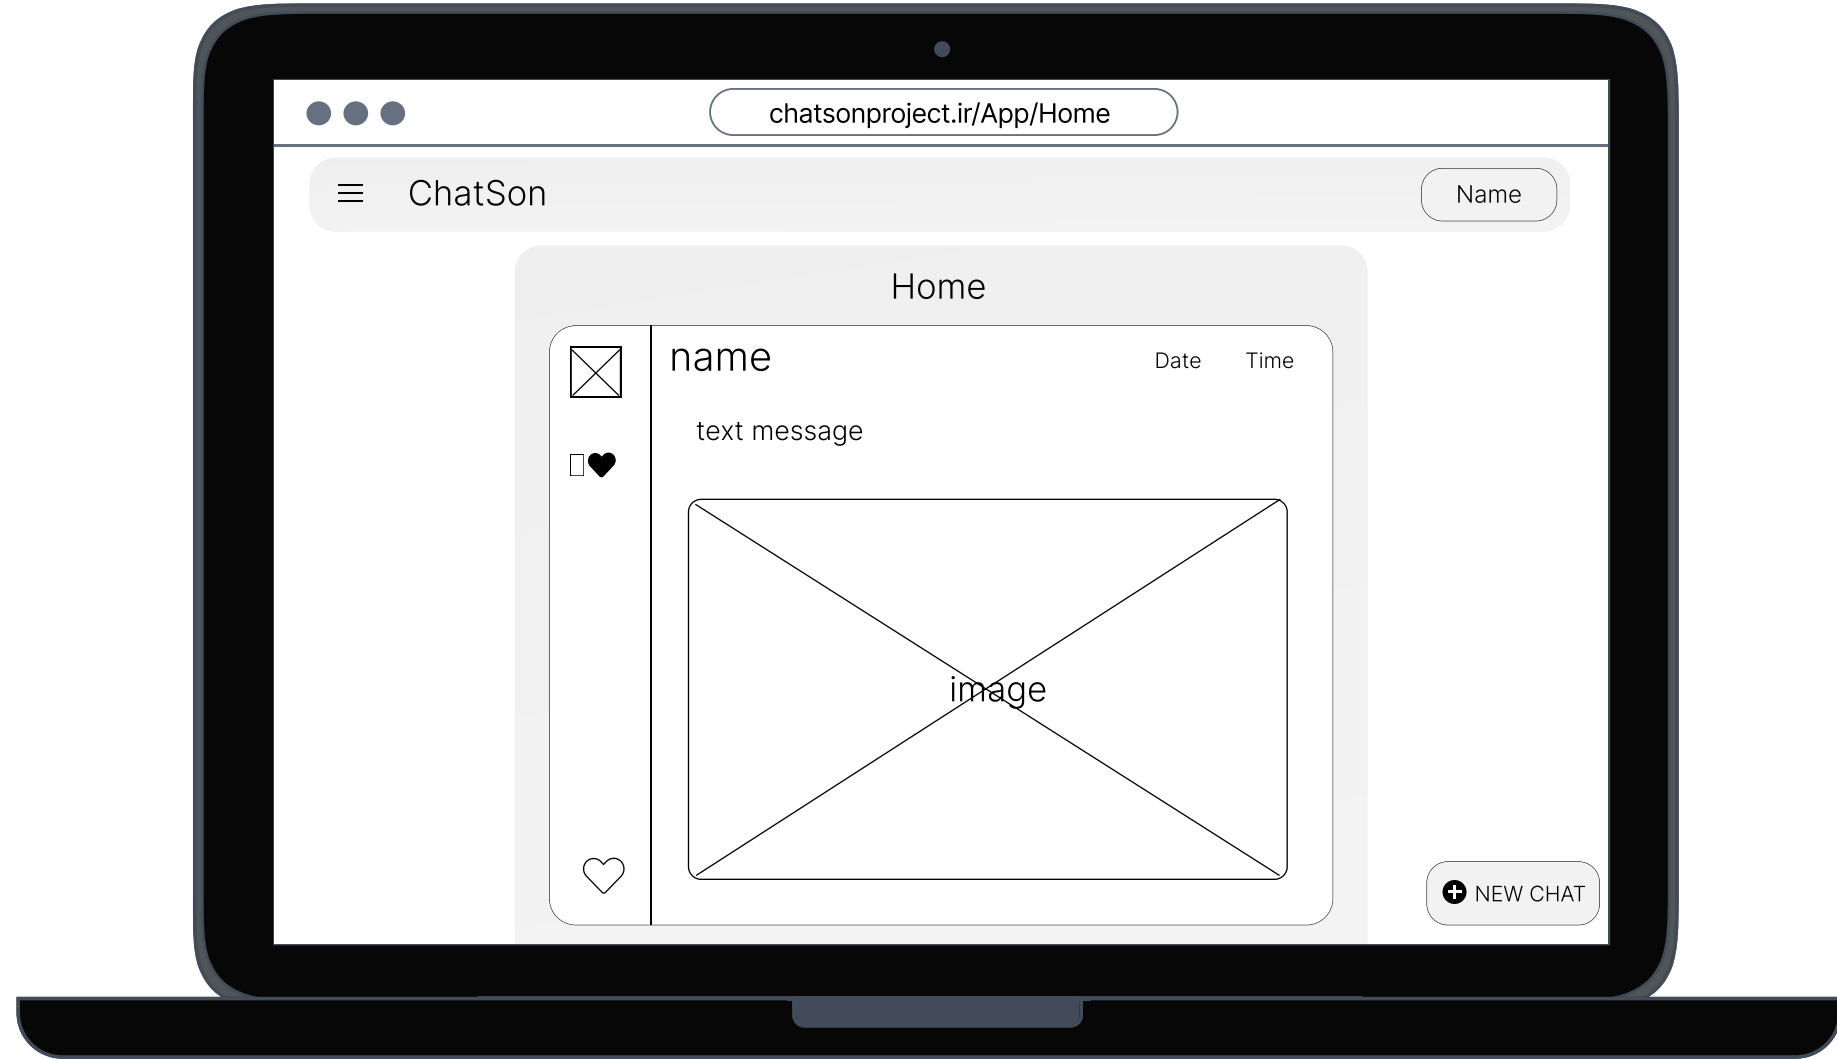 chatsonproject.ir/App/Home
ChatSon
Name
Home
name
Date Time
text message
image
NEW CHAT